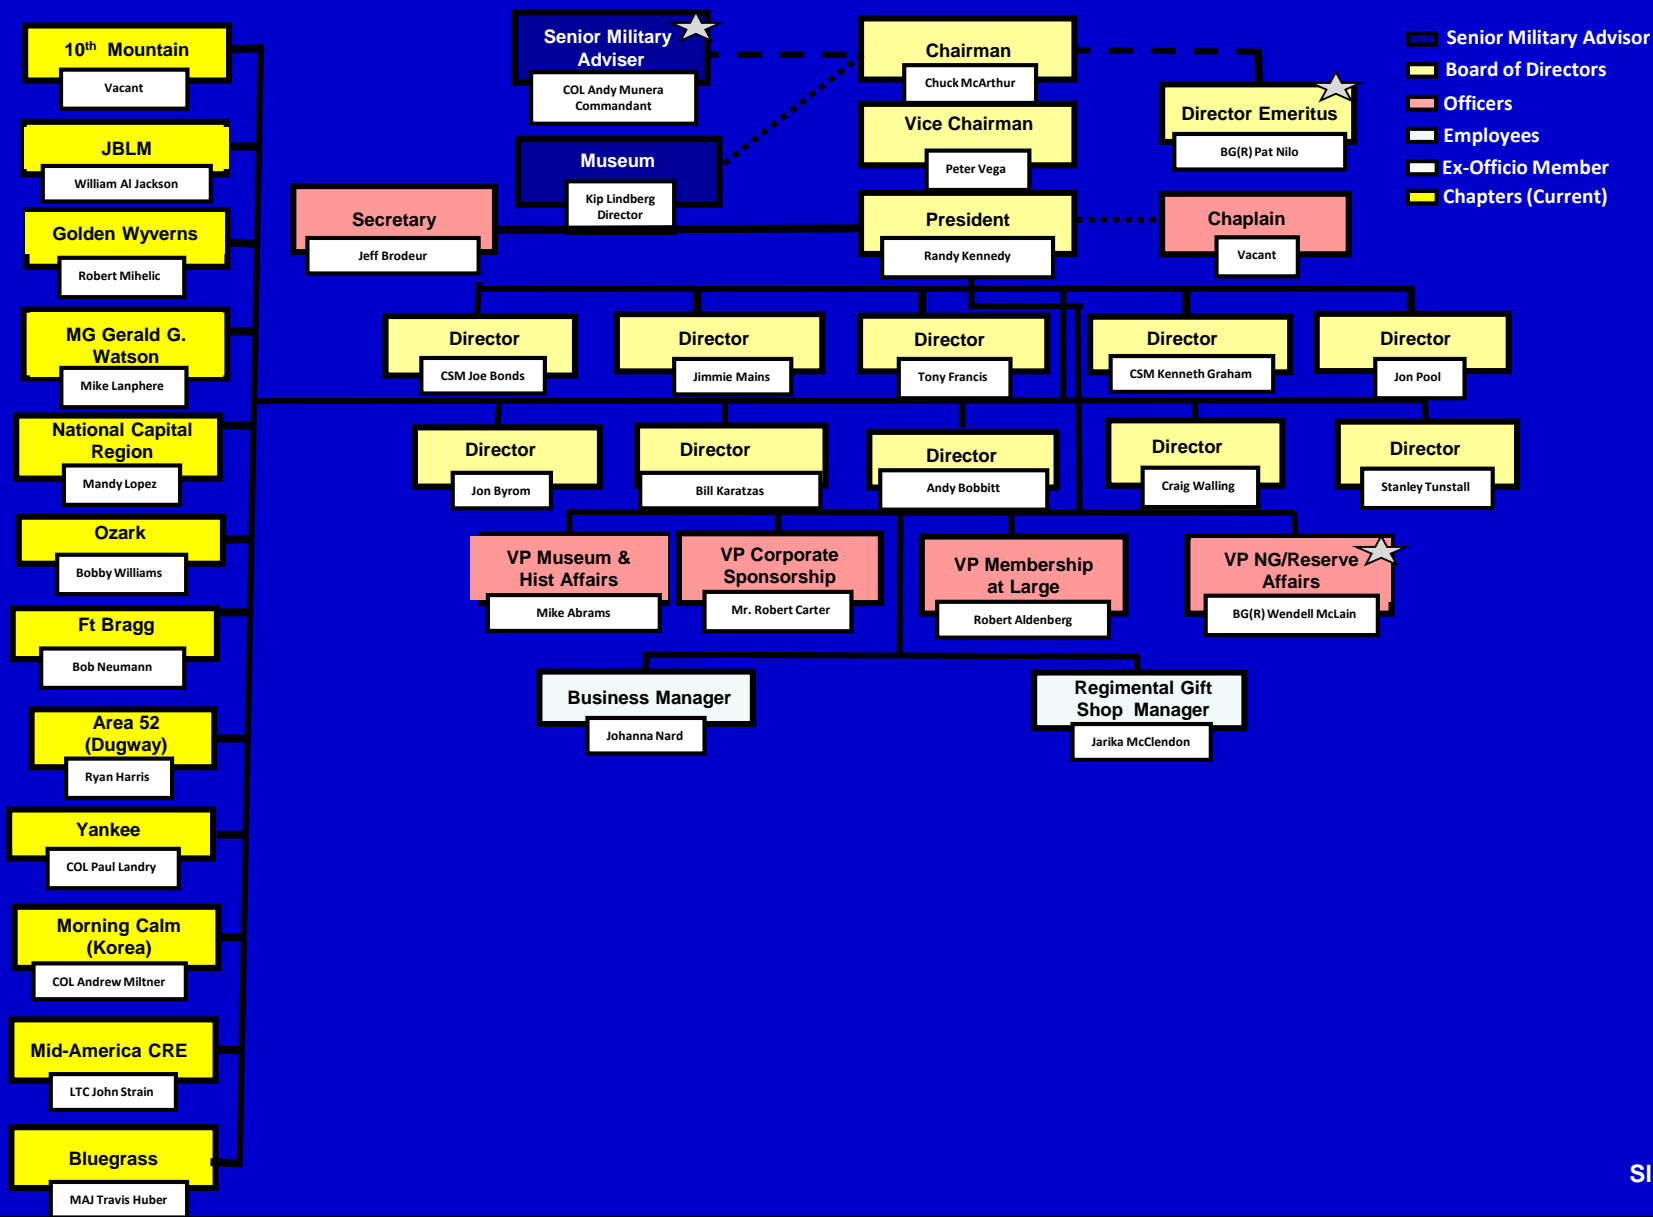 10th Mountain
Vacant
JBLM
William Al Jackson
Golden Wyverns
Robert Mihelic
MG Gerald G.
Watson
Mike Lanphere
National Capital
Region
Mandy Lopez
Ozark
Bobby Williams
Ft Bragg
Bob Neumann
Area 52
(Dugway)
Ryan Harris
Yankee
COL Paul Landry
Morning Calm
(Korea)
COL Andrew Miltner
Mid-America CRE
LTC John Strain
Bluegrass
MAJ Travis Huber
Senior Military
Adviser
COL Andy Munera
Commandant
Museum
Kip Lindberg
Director
Secretary
Jeff Brodeur
Chairman
Chuck McArthur
Vice Chairman
Peter Vega
President
Randy Kennedy
Director Emeritus
BG(R) Pat Nilo
Chaplain
Vacant
Senior Military Advisor
Board of Directors
Officers
Employees
Ex-Officio Member
Chapters (Current)
Director
CSM Joe Bonds
Director
Jimmie Mains
Director
Tony Francis
Director
CSM Kenneth Graham
Director
Jon Pool
Director
Jon Byrom
Director
Bill Karatzas
Director
Andy Bobbitt
Director
Craig Walling
Director
Stanley Tunstall
VP Museum &
Hist Affairs
Mike Abrams
VP Corporate
Sponsorship
Mr. Robert Carter
VP Membership
at Large
Robert Aldenberg
VP NG/Reserve
Affairs
BG(R) Wendell McLain
Business Manager
Johanna Nard
Regimental Gift
Shop Manager
Jarika McClendon
SI